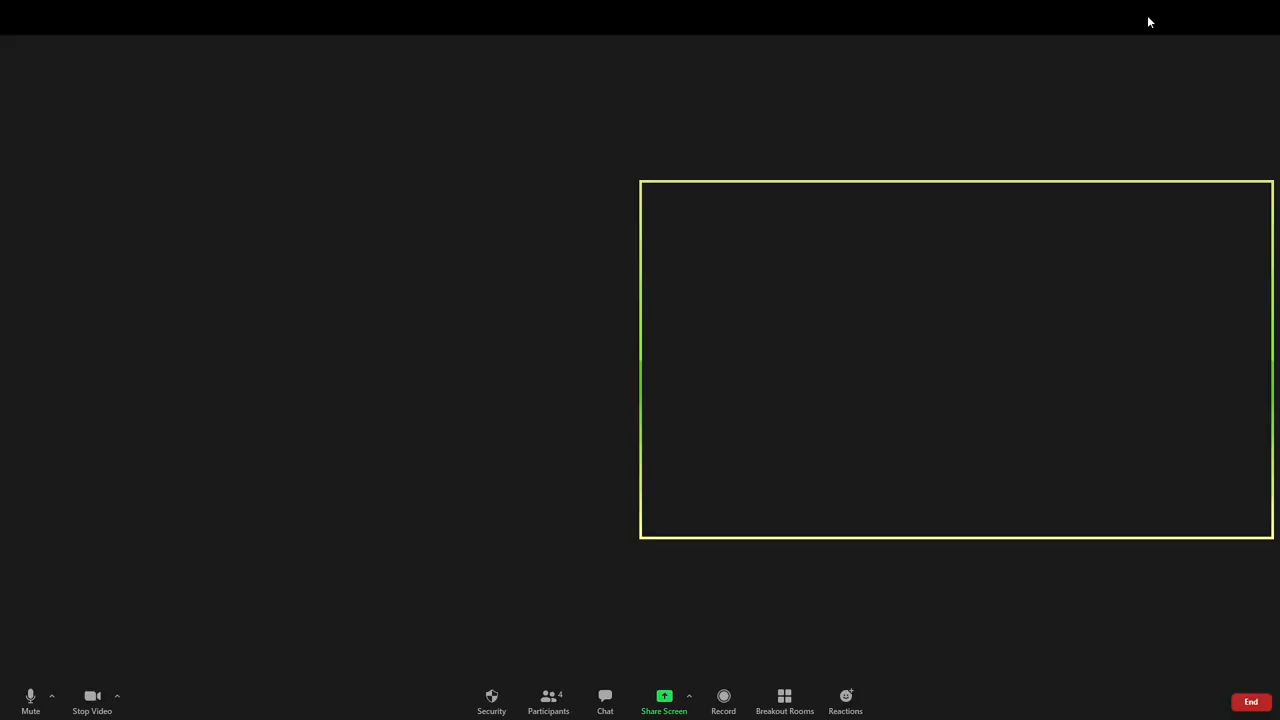 Mute
Stop Video
Security
Participants 4
Chat
Share Screen
Record
Breakout Rooms
Reactions
End